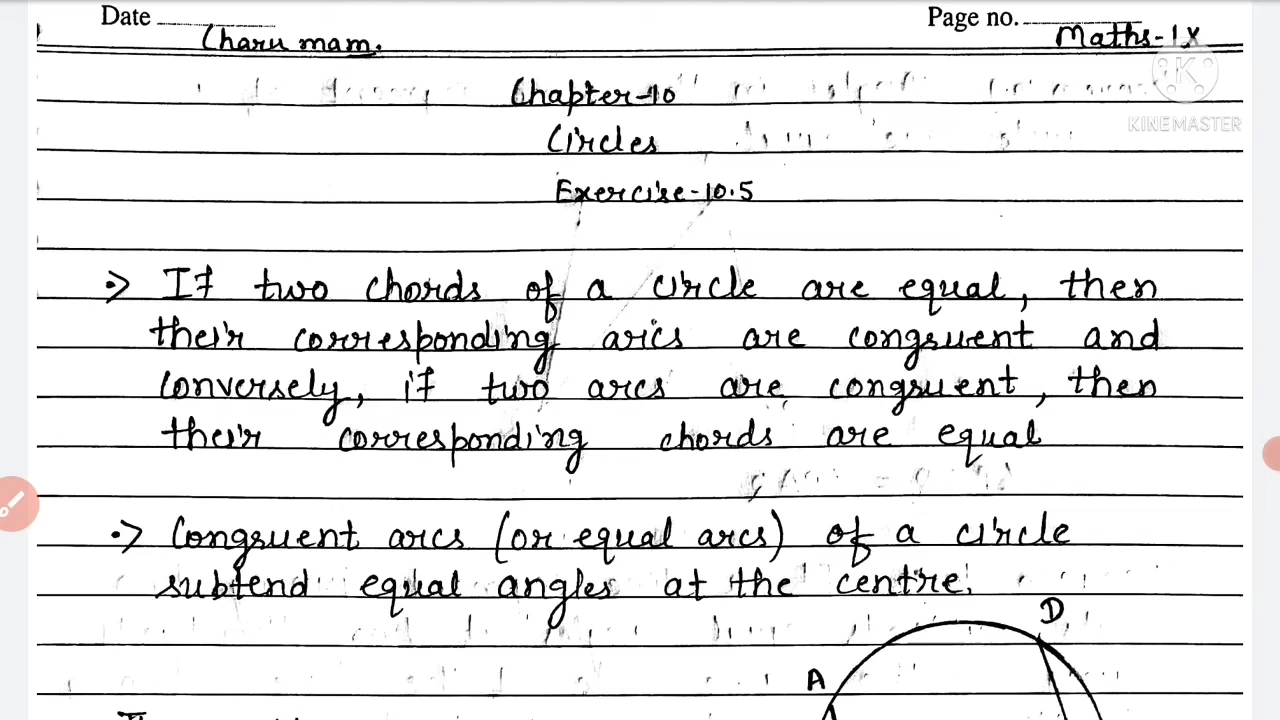 Date
Page no.
Charu mam.
Maths-IX
KINEMASTER
Chapter-10
Circles
Exercise-10.5
•> If two chords of a circle are equal, then
their corresponding arcs are congruent and
conversely, if two arcs are congruent, then
their corresponding chords are equal
•> Congruent arcs (or equal arcs) of a circle
subtend equal angles at the centre.
D
A